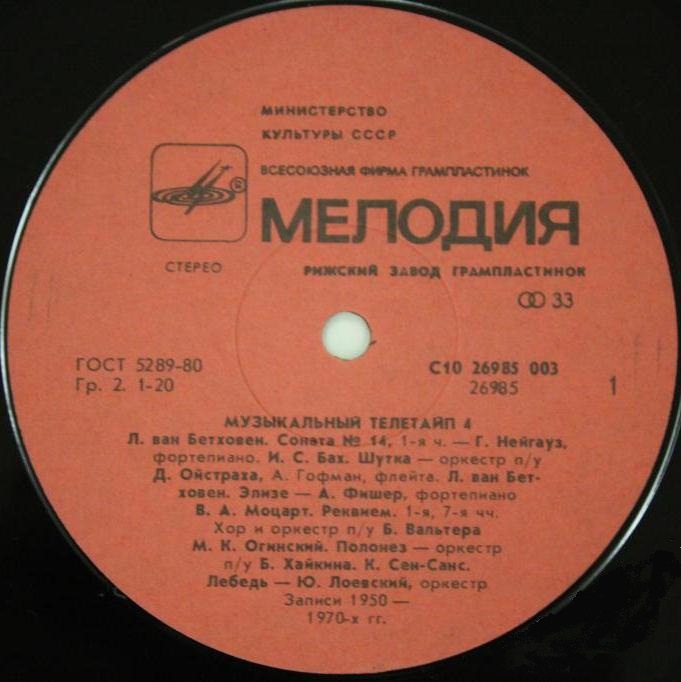 МИНИСТЕРСТВО
КУЛЬТУРЫ СССР
ВСЕСОЮЗНАЯ ФИРМА ГРАМПЛАСТИНОК
МЕЛОДИЯ
®
СТЕРЕО
РИЖСКИЙ ЗАВОД ГРАМПЛАСТИНОК
33
ГОСТ 5289-80
Гр. 2. 1-20
С10 26985 003
26985
1
МУЗЫКАЛЬНЫЙ ТЕЛЕТАЙП 4
Л. ван Бетховен. Соната № 14, 1-я ч. — Г. Нейгауз,
фортепиано. И. С. Бах. Шутка — оркестр п/у
Д. Ойстраха, А. Гофман, флейта. Л. ван Бет-
ховен. Элизе — А. Фишер, фортепиано
В. А. Моцарт. Реквием. 1-я, 7-я чч.
Хор и оркестр п/у Б. Вальтера
М. К. Огинский. Полонез — оркестр
п/у Б. Хайкина. К. Сен-Санс.
Лебедь — Ю. Лоевский, оркестр
Записи 1950—
1970-х гг.